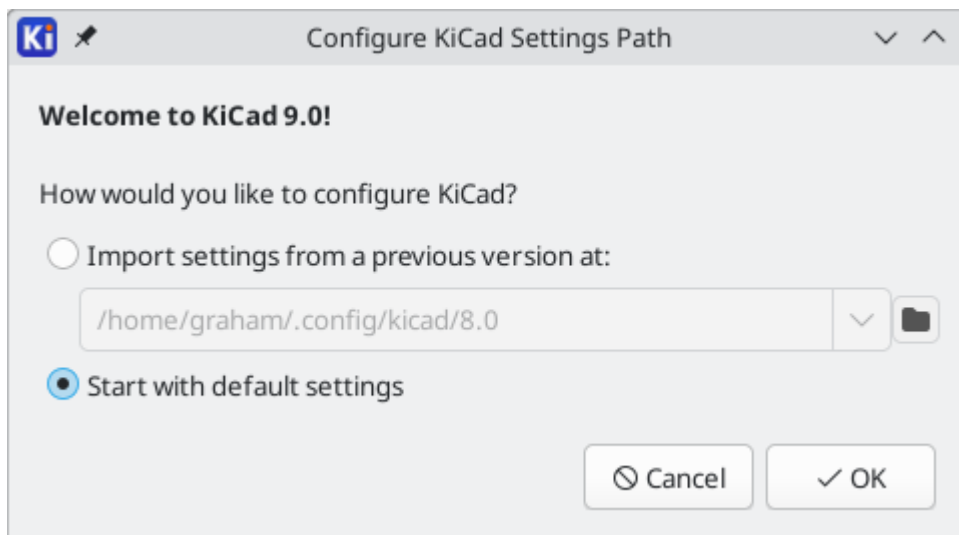 Ki
Configure KiCad Settings Path
Welcome to KiCad 9.0!
How would you like to configure KiCad?
Import settings from a previous version at:
/home/graham/.config/kicad/8.0
Start with default settings
Cancel
OK